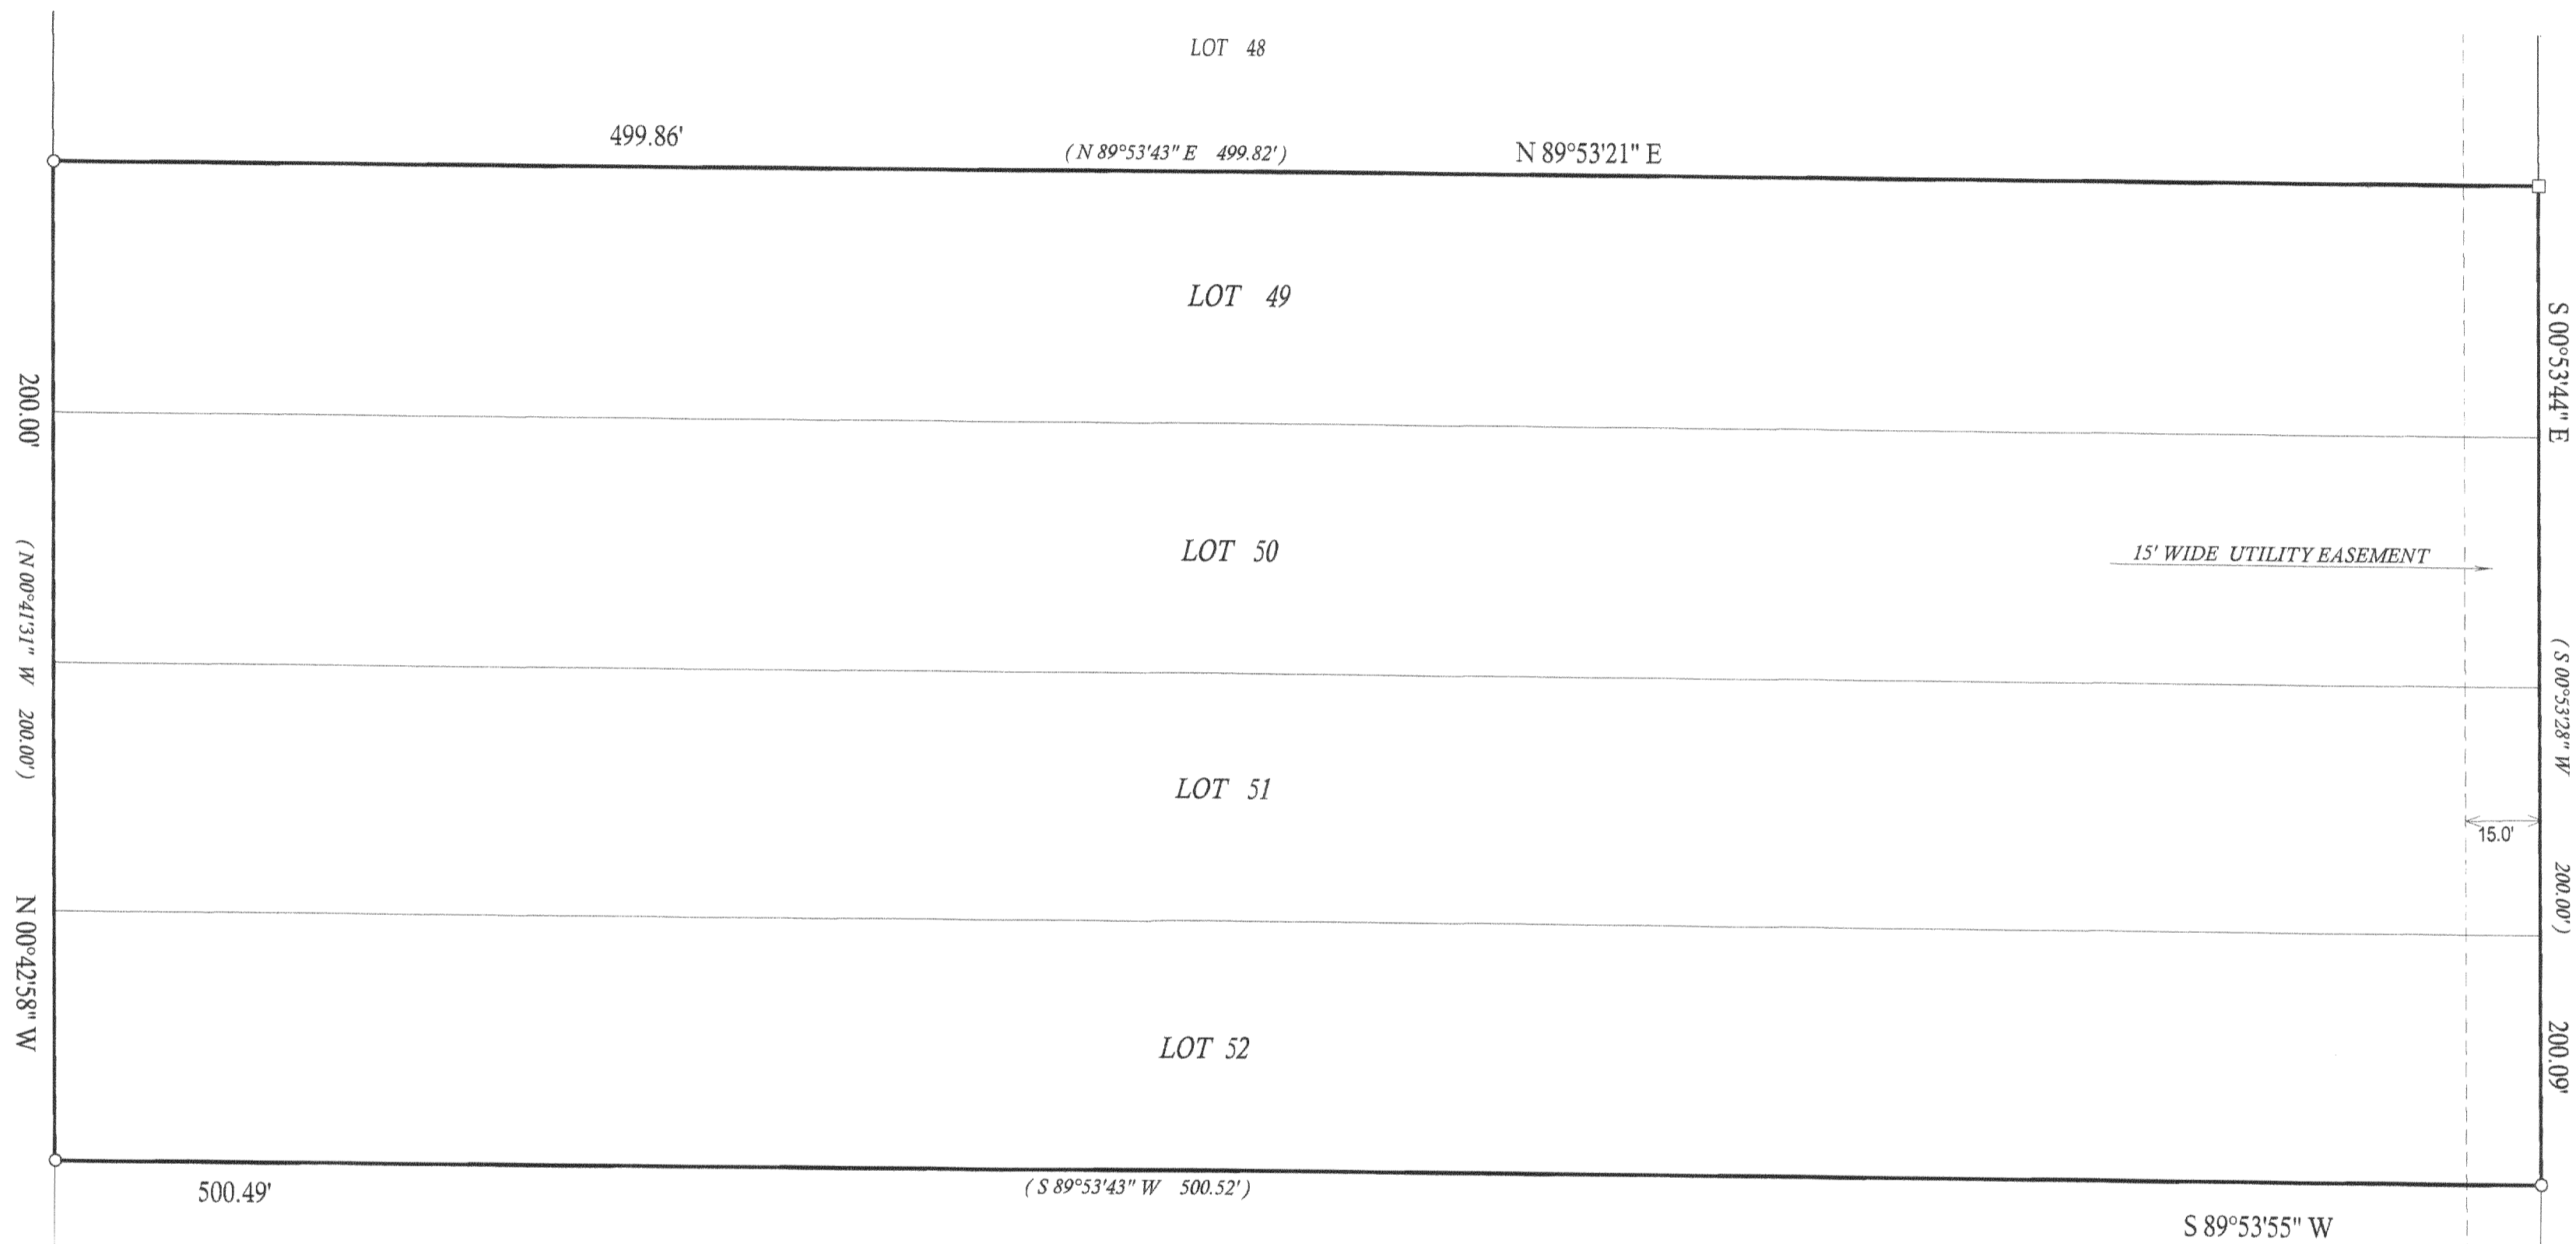 LOT 48
499.86'
( N 89°53'43" E 499.82' )
N 89°53'21" E
LOT 49
S 00°53'44" E
200.00'
LOT 50
15' WIDE UTILITY EASEMENT
( N 00°41'31" W 200.00' )
( S 00°53'28" W 200.00' )
LOT 51
15.0'
N 00°42'58" W
LOT 52
200.09'
500.49'
( S 89°53'43" W 500.52' )
S 89°53'55" W